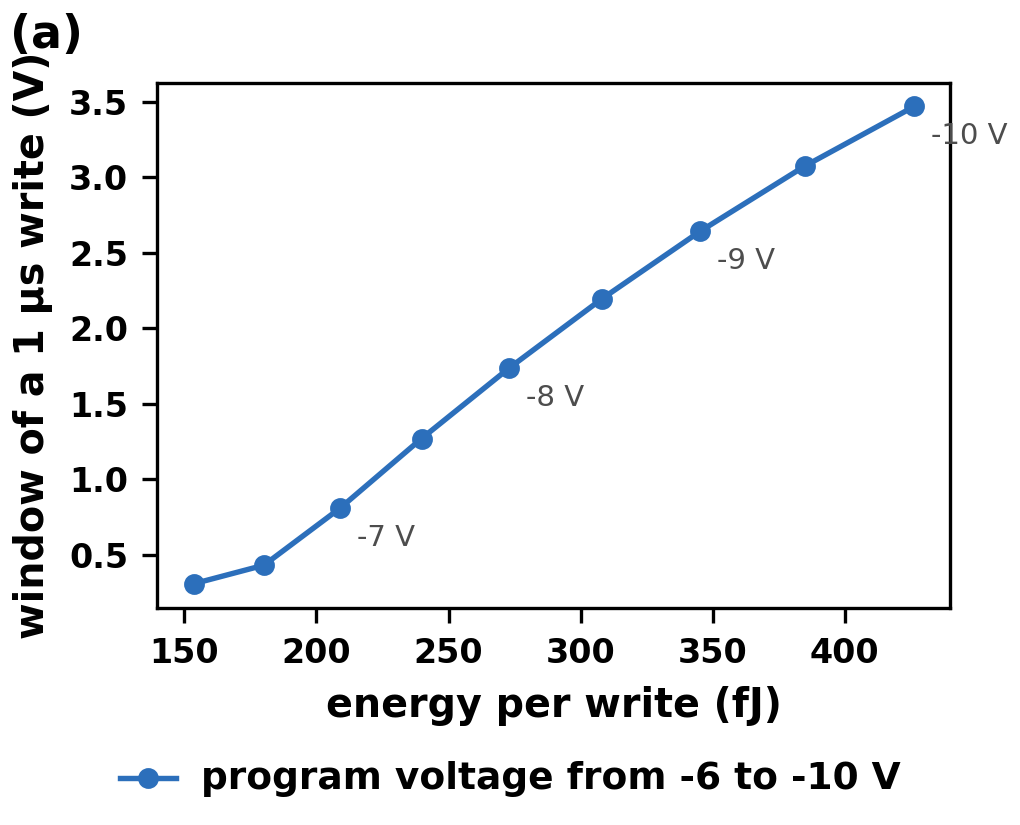 (a)
window of a 1 µs write (V)
3.5
3.0
2.5
2.0
1.5
1.0
0.5
-10 V
-9 V
-8 V
-7 V
150 200 250 300 350 400
energy per write (fJ)
program voltage from -6 to -10 V